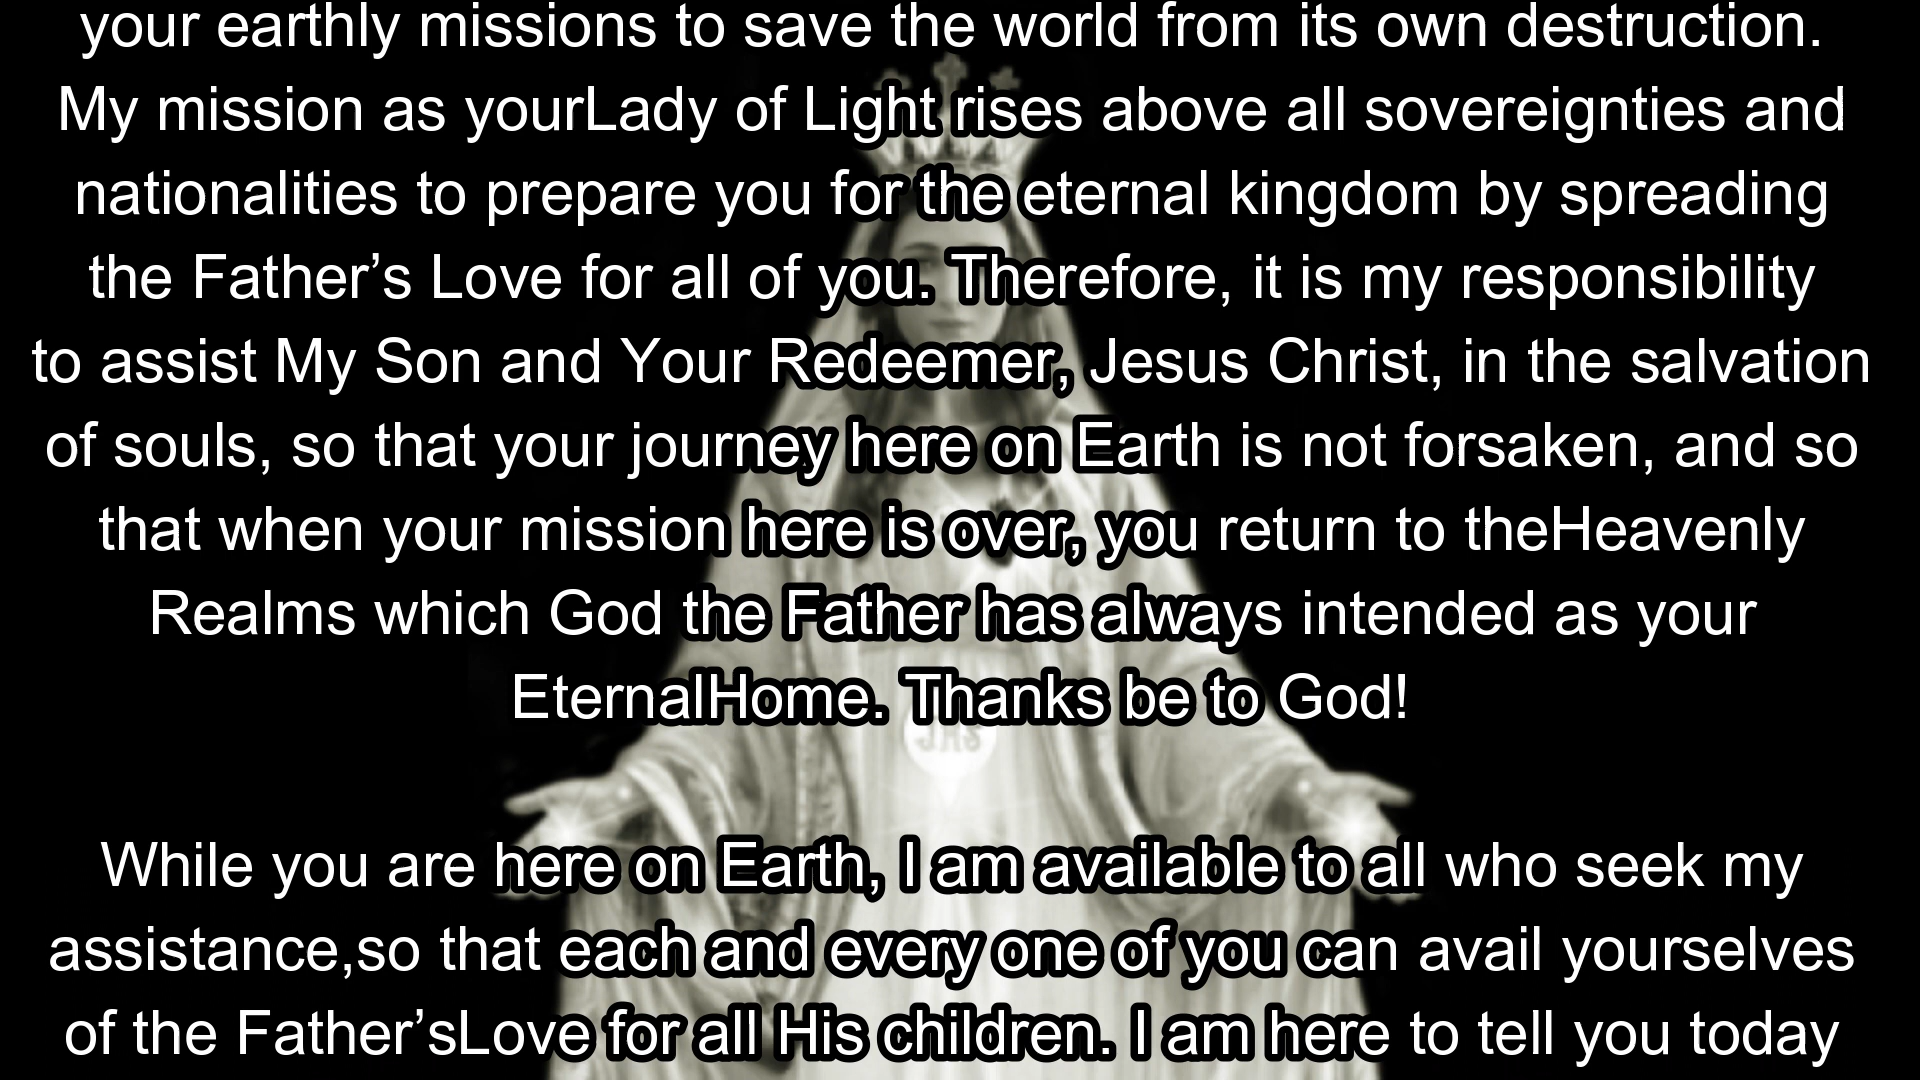 your earthly missions to save the world from its own destruction.
My mission as yourLady of Light rises above all sovereignties and
nationalities to prepare you for the eternal kingdom by spreading
the Father’s Love for all of you. Therefore, it is my responsibility
to assist My Son and Your Redeemer, Jesus Christ, in the salvation
of souls, so that your journey here on Earth is not forsaken, and so
that when your mission here is over, you return to theHeavenly
Realms which God the Father has always intended as your
EternalHome. Thanks be to God!
JHS
While you are here on Earth, I am available to all who seek my
assistance,so that each and every one of you can avail yourselves
of the Father’sLove for all His children. I am here to tell you today